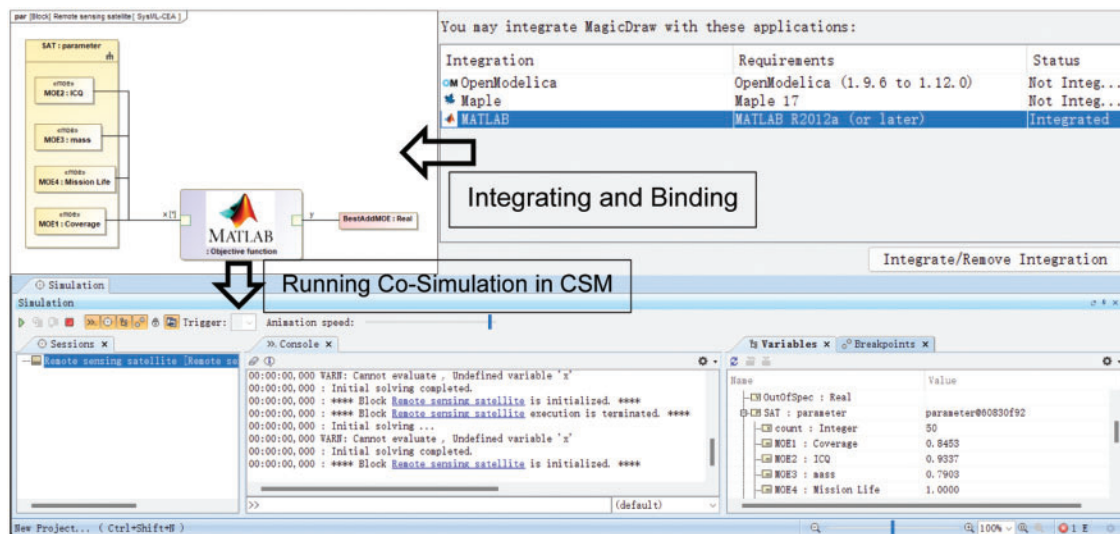 par [Block] Remote sensing satellite [ SysML-CEA ]
SAT : parameter
«moe»
MOE2 : ICQ
«moe»
MOE3 : mass
«moe»
MOE4 : Mission Life
«moe»
MOE1 : Coverage
x [*]
MATLAB
: Objective function
y
BestAddMOE : Real
You may integrate MagicDraw with these applications:
Integration Requirements Status
OM OpenModelica OpenModelica (1.9.6 to 1.12.0) Not Integ...
Maple Maple 17 Not Integ...
MATLAB MATLAB R2012a (or later) Integrated
Integrating and Binding
Integrate/Remove Integration
Running Co-Simulation in CSM
Simulation
Simulation
Trigger: Animation speed:
Sessions x
Remote sensing satellite [Remote se
Console x
00:00:00,000 WARN: Cannot evaluate , Undefined variable 'x'
00:00:00,000 : Initial solving completed.
00:00:00,000 : **** Block Remote sensing satellite is initialized. ****
00:00:00,000 : **** Block Remote sensing satellite execution is terminated. ****
00:00:00,000 : Initial solving ...
00:00:00,000 WARN: Cannot evaluate , Undefined variable 'x'
00:00:00,000 : Initial solving completed.
00:00:00,000 : **** Block Remote sensing satellite is initialized. ****
>> (default)
Variables x Breakpoints x
Name Value
OutOfSpec : Real
SAT : parameter parameter@60830f92
count : Integer 50
MOE1 : Coverage 0.8453
MOE2 : ICQ 0.9337
MOE3 : mass 0.7903
MOE4 : Mission Life 1.0000
New Project... ( Ctrl+Shift+N ) 100% 1 E